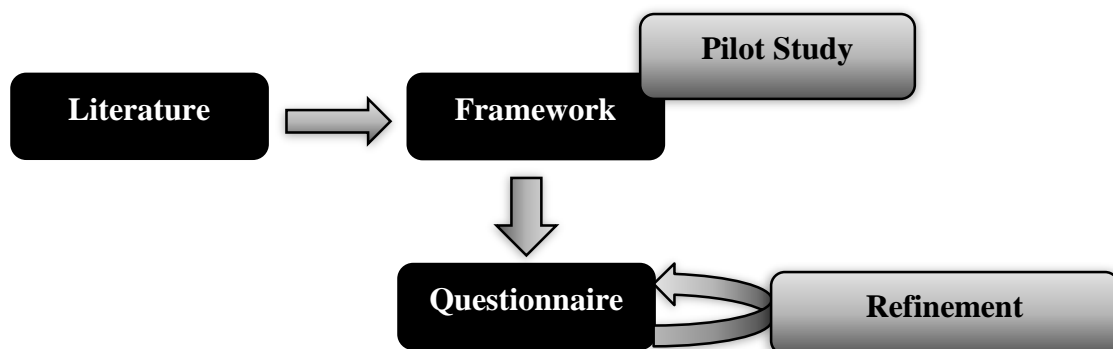 Pilot Study
Literature
Framework
Questionnaire
Refinement